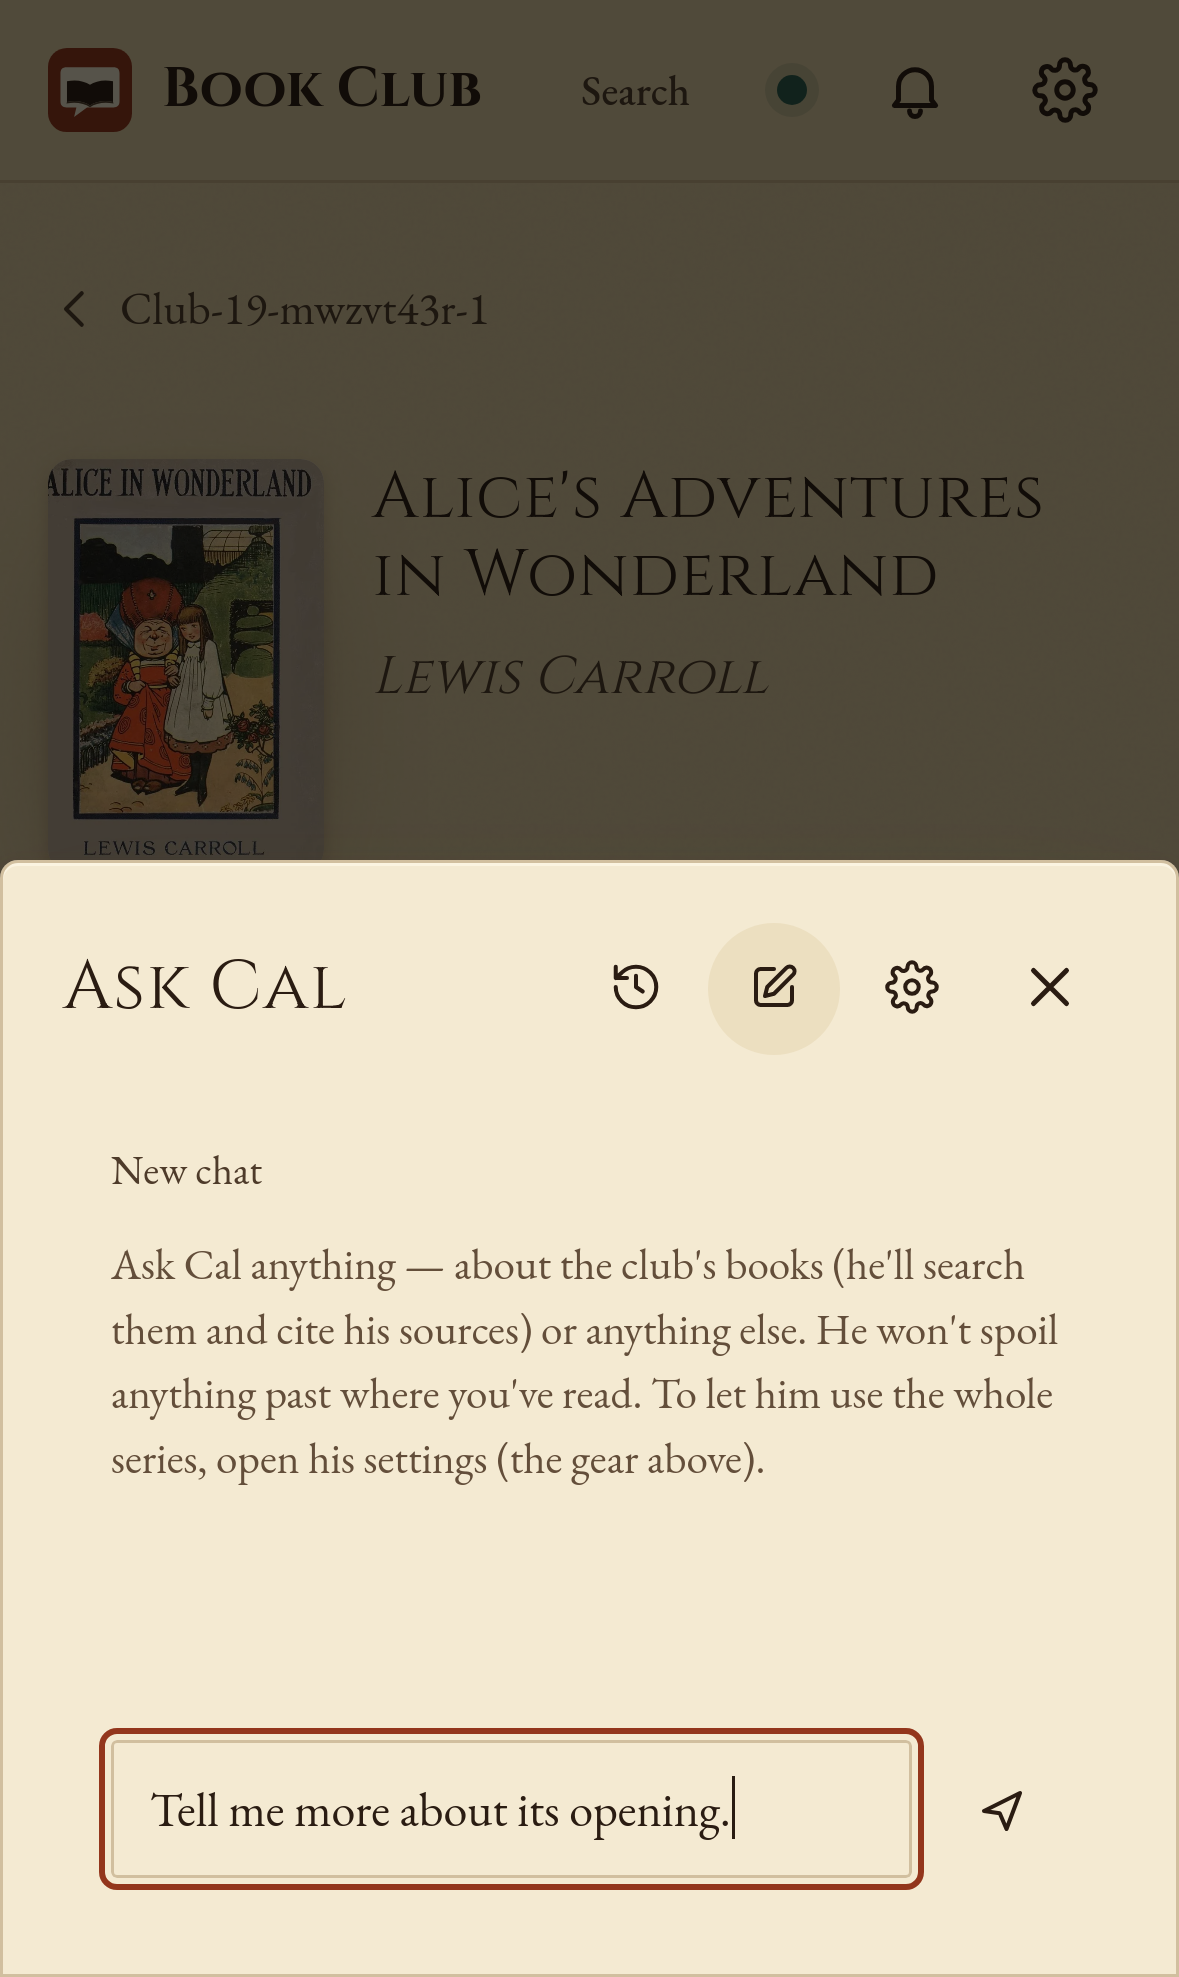 Book Club
Search
Club-19-mwzvt43r-1
ALICE IN WONDERLAND
LEWIS CARROLL
Alice's Adventures
in Wonderland
Lewis Carroll
Ask Cal
New chat
Ask Cal anything — about the club's books (he'll search
them and cite his sources) or anything else. He won't spoil
anything past where you've read. To let him use the whole
series, open his settings (the gear above).
Tell me more about its opening.